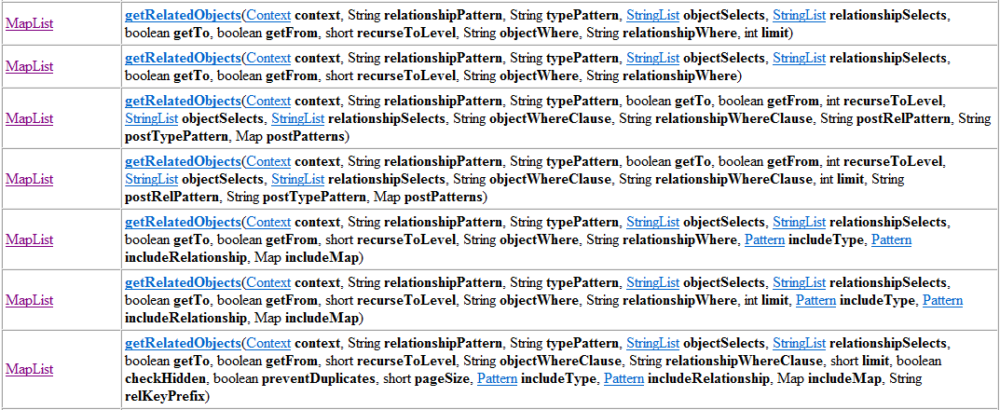 MapList
getRelatedObjects(Context context, String relationshipPattern, String typePattern, StringList objectSelects, StringList relationshipSelects,
boolean getTo, boolean getFrom, short recurseToLevel, String objectWhere, String relationshipWhere, int limit)
MapList
getRelatedObjects(Context context, String relationshipPattern, String typePattern, StringList objectSelects, StringList relationshipSelects,
boolean getTo, boolean getFrom, short recurseToLevel, String objectWhere, String relationshipWhere)
MapList
getRelatedObjects(Context context, String relationshipPattern, String typePattern, boolean getTo, boolean getFrom, int recurseToLevel,
StringList objectSelects, StringList relationshipSelects, String objectWhereClause, String relationshipWhereClause, String postRelPattern, String
postTypePattern, Map postPatterns)
MapList
getRelatedObjects(Context context, String relationshipPattern, String typePattern, boolean getTo, boolean getFrom, int recurseToLevel,
StringList objectSelects, StringList relationshipSelects, String objectWhereClause, String relationshipWhereClause, int limit, String
postRelPattern, String postTypePattern, Map postPatterns)
MapList
getRelatedObjects(Context context, String relationshipPattern, String typePattern, StringList objectSelects, StringList relationshipSelects,
boolean getTo, boolean getFrom, short recurseToLevel, String objectWhere, String relationshipWhere, Pattern includeType, Pattern
includeRelationship, Map includeMap)
MapList
getRelatedObjects(Context context, String relationshipPattern, String typePattern, StringList objectSelects, StringList relationshipSelects,
boolean getTo, boolean getFrom, short recurseToLevel, String objectWhere, String relationshipWhere, int limit, Pattern includeType, Pattern
includeRelationship, Map includeMap)
MapList
getRelatedObjects(Context context, String relationshipPattern, String typePattern, StringList objectSelects, StringList relationshipSelects,
boolean getTo, boolean getFrom, short recurseToLevel, String objectWhereClause, String relationshipWhereClause, short limit, boolean
checkHidden, boolean preventDuplicates, short pageSize, Pattern includeType, Pattern includeRelationship, Map includeMap, String
relKeyPrefix)